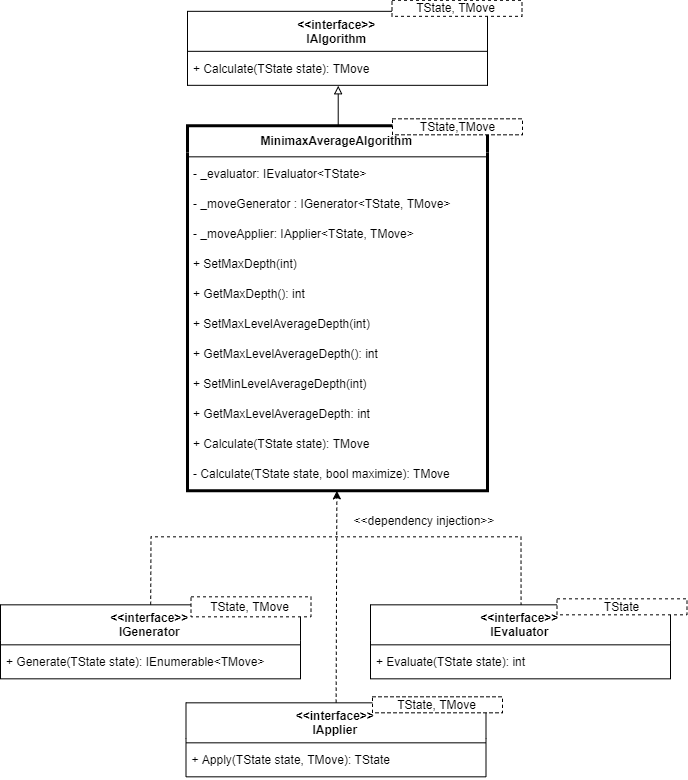 TState, TMove
<<interface>>
IAlgorithm
+ Calculate(TState state): TMove
TState,TMove
MinimaxAverageAlgorithm
- _evaluator: IEvaluator<TState>
- _moveGenerator : IGenerator<TState, TMove>
- _moveApplier: IApplier<TState, TMove>
+ SetMaxDepth(int)
+ GetMaxDepth(): int
+ SetMaxLevelAverageDepth(int)
+ GetMaxLevelAverageDepth(): int
+ SetMinLevelAverageDepth(int)
+ GetMaxLevelAverageDepth: int
+ Calculate(TState state): TMove
- Calculate(TState state, bool maximize): TMove
<<dependency injection>>
TState, TMove
<<interface>>
IGenerator
+ Generate(TState state): IEnumerable<TMove>
TState
<<interface>>
IEvaluator
+ Evaluate(TState state): int
TState, TMove
<<interface>>
IApplier
+ Apply(TState state, TMove): TState